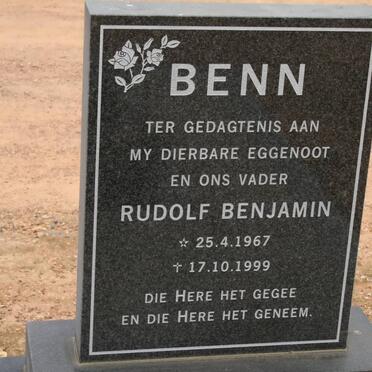 BENN
TER GEDAGTENIS AAN
MY DIERBARE EGGENOOT
EN ONS VADER
RUDOLF BENJAMIN
☆ 25.4.1967
† 17.10.1999
DIE HERE HET GEGEE
EN DIE HERE HET GENEEM.